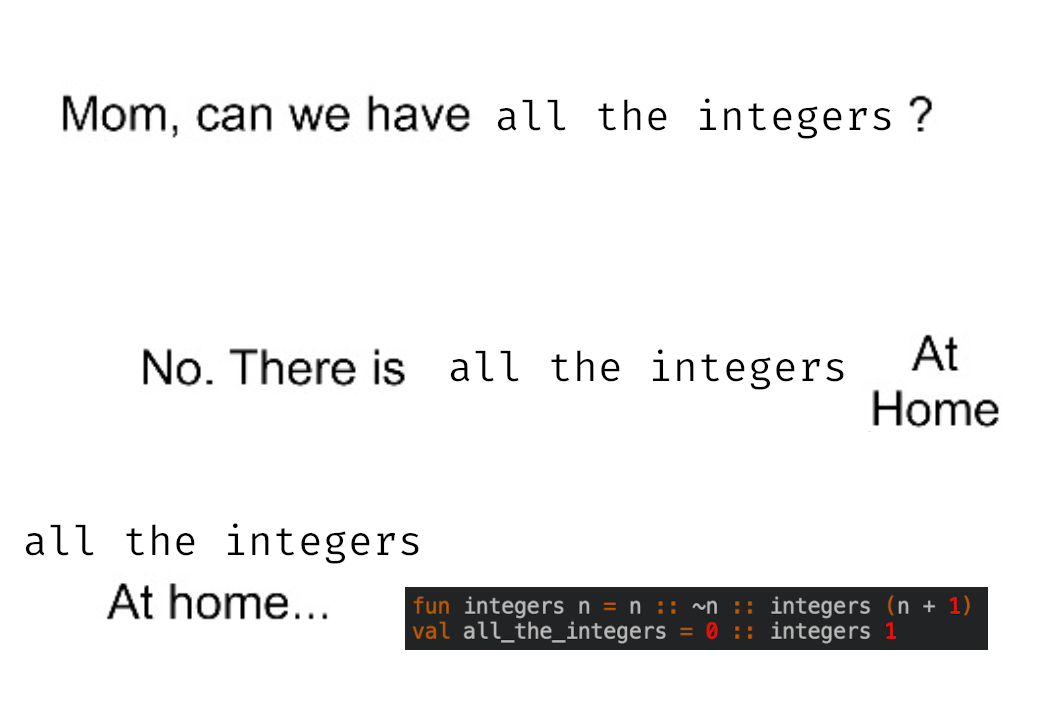 Mom, can we have all the integers ?
No. There is all the integers At
Home
all the integers
At home...
fun integers n = n :: ~n :: integers (n + 1)
val all_the_integers = 0 :: integers 1